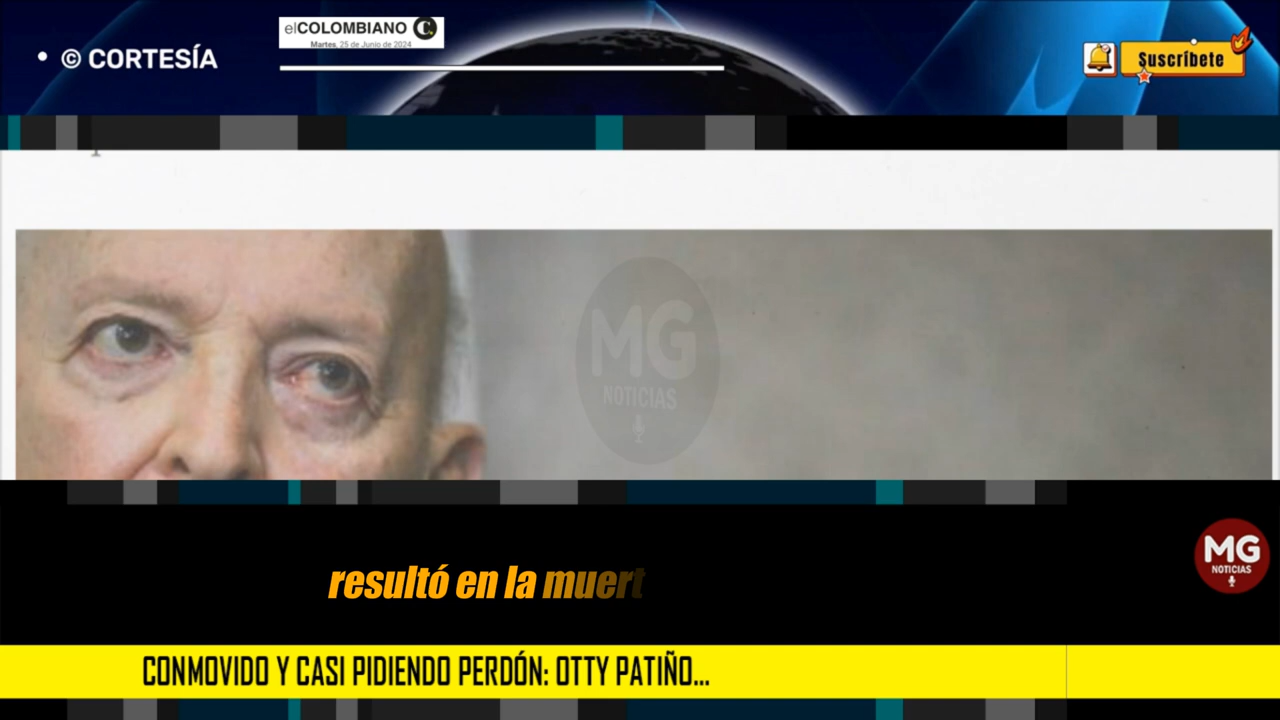 • © CORTESÍA
elCOLOMBIANO C
Martes, 25 de Junio de 2024
Suscríbete
MG
NOTICIAS
MG
NOTICIAS
resultó en la muert
CONMOVIDO Y CASI PIDIENDO PERDÓN: OTTY PATIÑO...